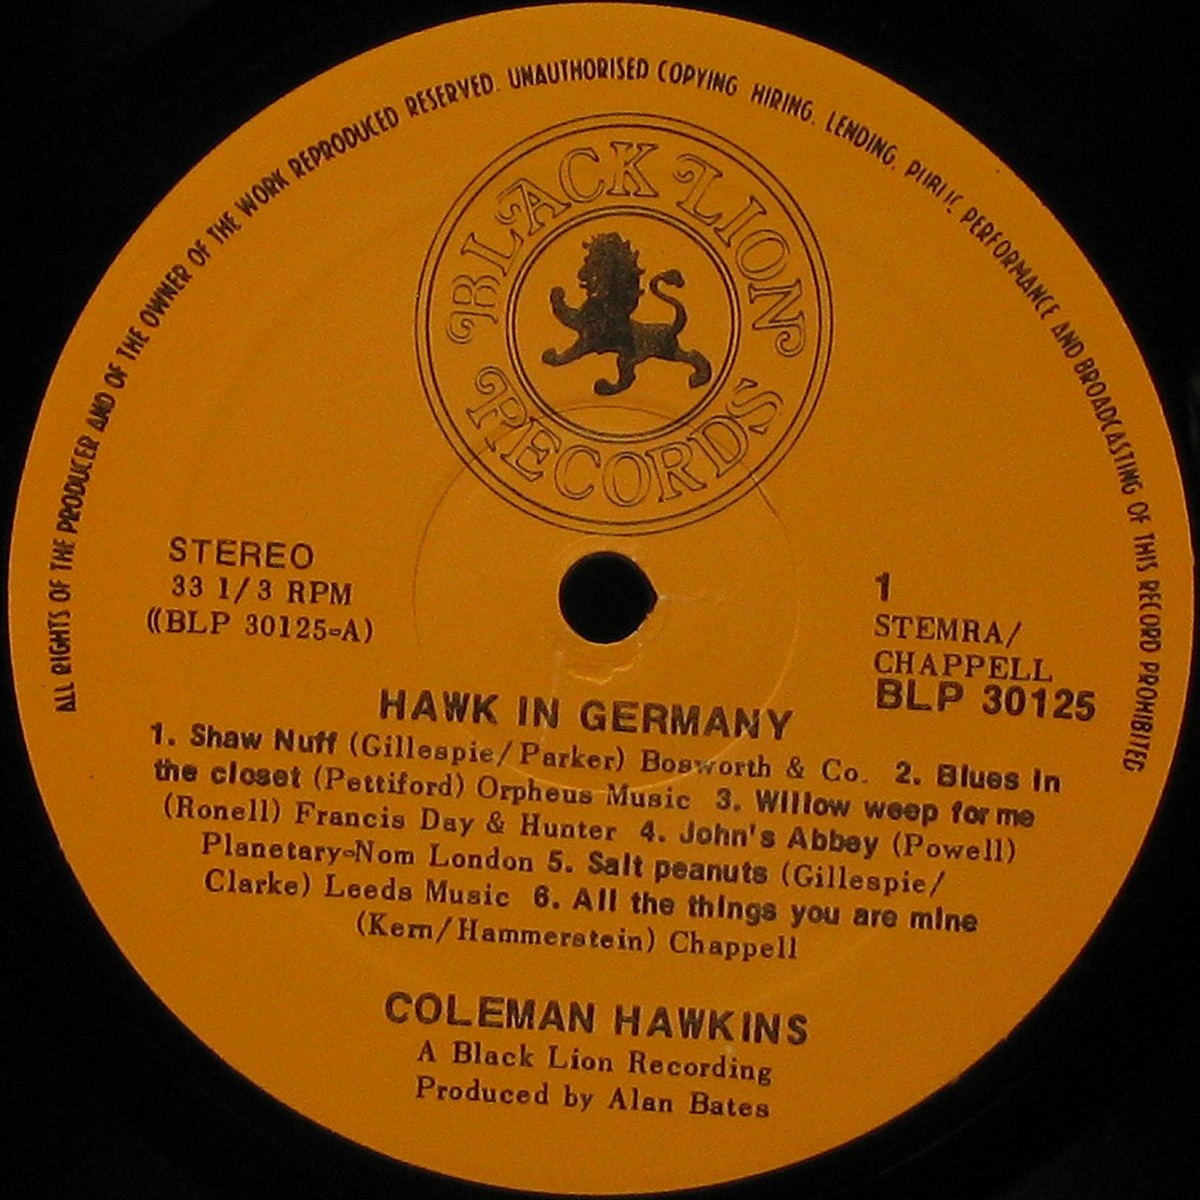 ALL RIGHTS OF THE PRODUCER AND OF THE OWNER OF THE WORK REPRODUCED RESERVED. UNAUTHORISED COPYING, HIRING, LENDING, PUBLIC PERFORMANCE AND BROADCASTING OF THIS RECORD PROHIBITED
BLACK LION
RECORDS
STEREO
33 1/3 RPM
((BLP 30125-A)
1
STEMRA/
CHAPPELL
BLP 30125
HAWK IN GERMANY
1. Shaw Nuff (Gillespie/Parker) Bosworth & Co. 2. Blues in
the closet (Pettiford) Orpheus Music 3. Willow weep for me
(Ronell) Francis Day & Hunter 4. John's Abbey (Powell)
Planetary-Nom London 5. Salt peanuts (Gillespie/
Clarke) Leeds Music 6. All the things you are mine
(Kern/Hammerstein) Chappell
COLEMAN HAWKINS
A Black Lion Recording
Produced by Alan Bates